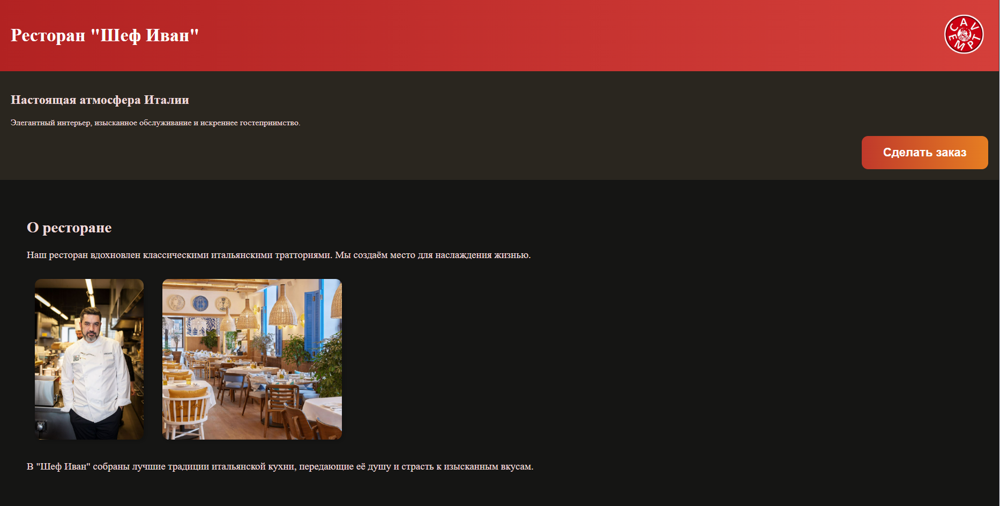 Ресторан "Шеф Иван"
CAV EMPT
Настоящая атмосфера Италии
Элегантный интерьер, изысканное обслуживание и искреннее гостеприимство.
Сделать заказ
О ресторане
Наш ресторан вдохновлен классическими итальянскими тратториями. Мы создаём место для наслаждения жизнью.
В "Шеф Иван" собраны лучшие традиции итальянской кухни, передающие её душу и страсть к изысканным вкусам.